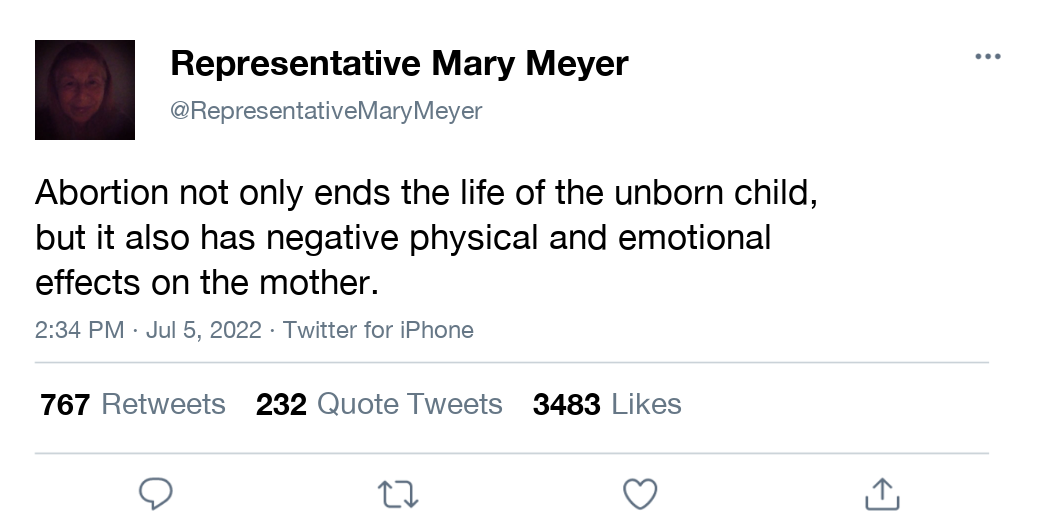 Representative Mary Meyer
@RepresentativeMaryMeyer
Abortion not only ends the life of the unborn child,
but it also has negative physical and emotional
effects on the mother.
2:34 PM · Jul 5, 2022 · Twitter for iPhone
767 Retweets 232 Quote Tweets 3483 Likes